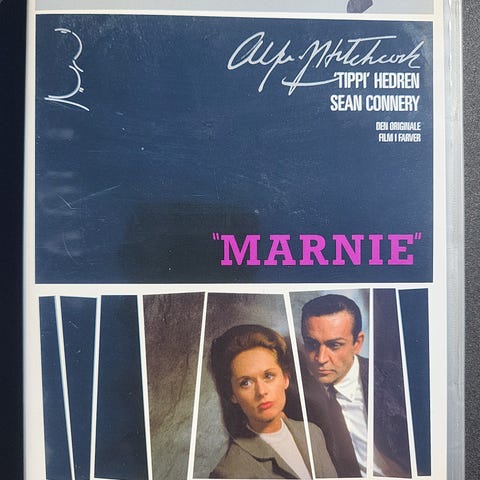 Alfred Hitchcock
'TIPPI' HEDREN
SEAN CONNERY
DEN ORIGINALE
FILM I FARVER
"MARNIE"